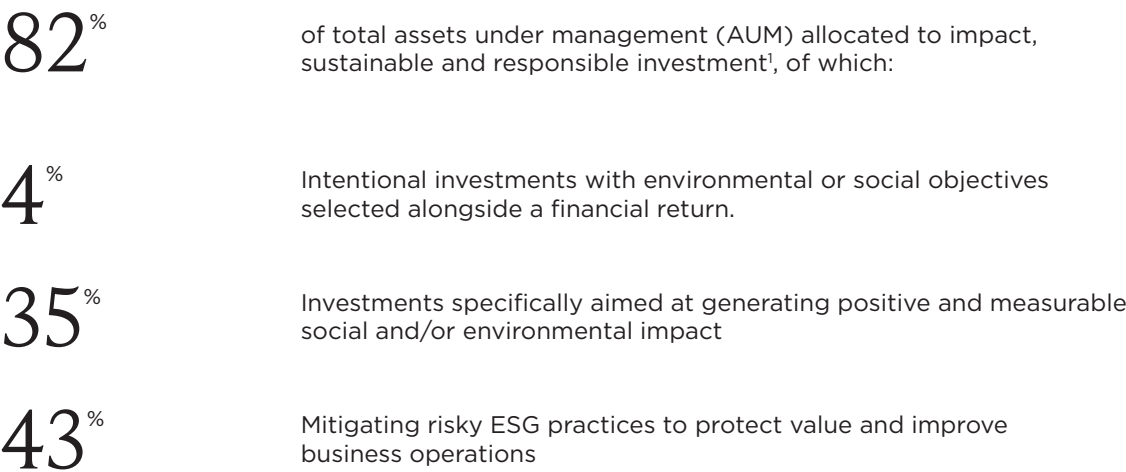 82%
of total assets under management (AUM) allocated to impact,
sustainable and responsible investment¹, of which:
4%
Intentional investments with environmental or social objectives
selected alongside a financial return.
35%
Investments specifically aimed at generating positive and measurable
social and/or environmental impact
43%
Mitigating risky ESG practices to protect value and improve
business operations